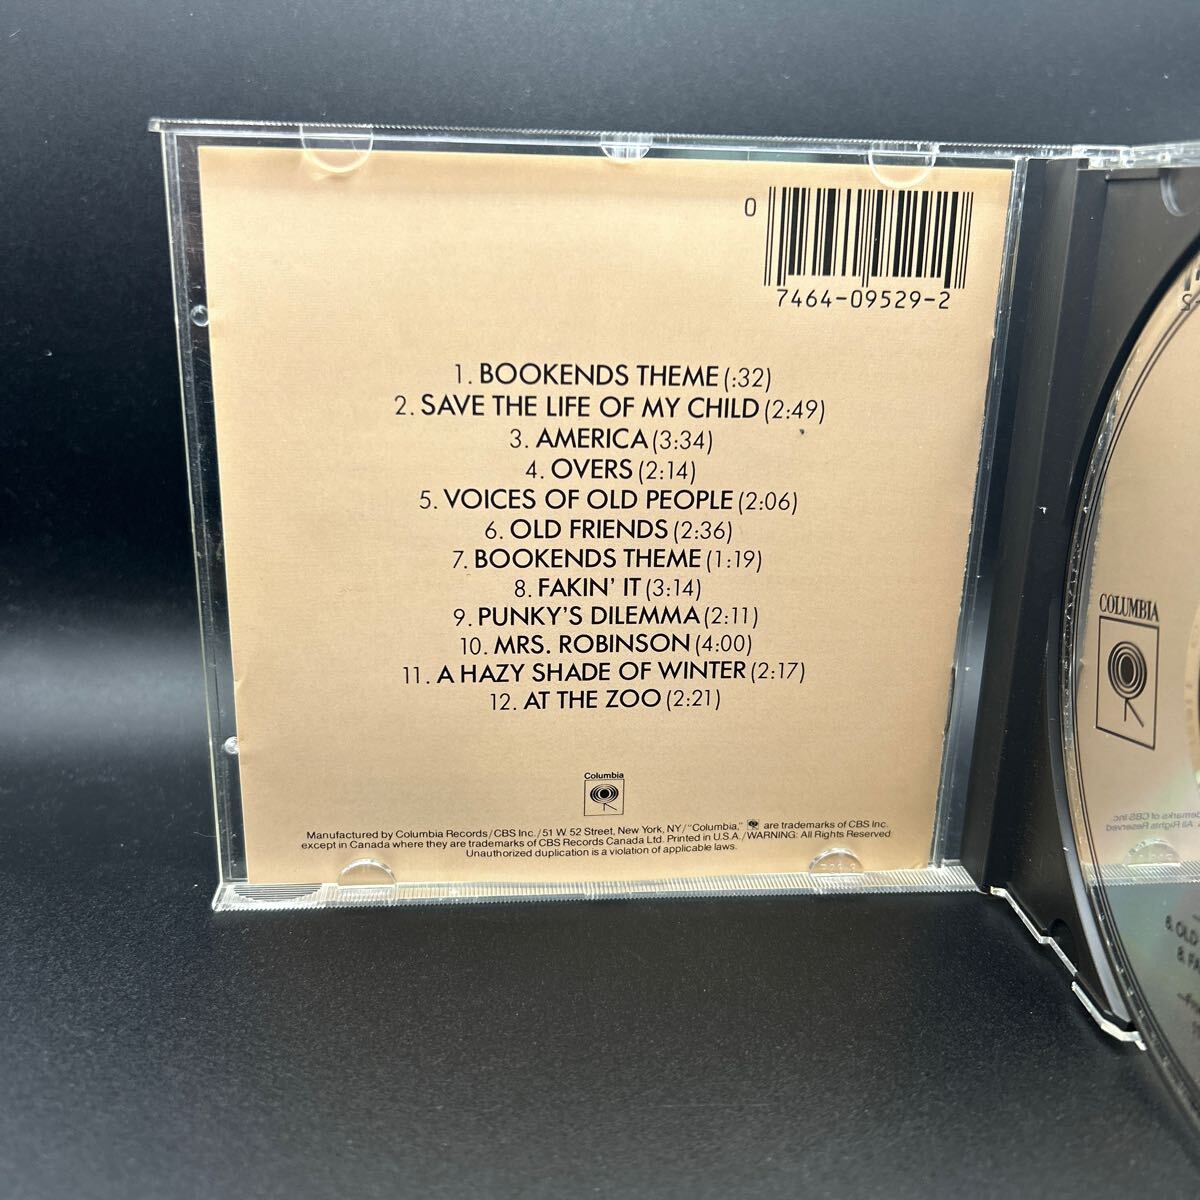 0
7464-09529-2
1. BOOKENDS THEME (:32)
2. SAVE THE LIFE OF MY CHILD (2:49)
3. AMERICA (3:34)
4. OVERS (2:14)
5. VOICES OF OLD PEOPLE (2:06)
6. OLD FRIENDS (2:36)
7. BOOKENDS THEME (1:19)
8. FAKIN' IT (3:14)
9. PUNKY'S DILEMMA (2:11)
10. MRS. ROBINSON (4:00)
11. A HAZY SHADE OF WINTER (2:17)
12. AT THE ZOO (2:21)
Columbia
Manufactured by Columbia Records/CBS Inc./51 W 52 Street, New York, NY/"Columbia," are trademarks of CBS Inc.
except in Canada where they are trademarks of CBS Records Canada Ltd. Printed in U.S.A./WARNING: All Rights Reserved
Unauthorized duplication is a violation of applicable laws.
COLUMBIA